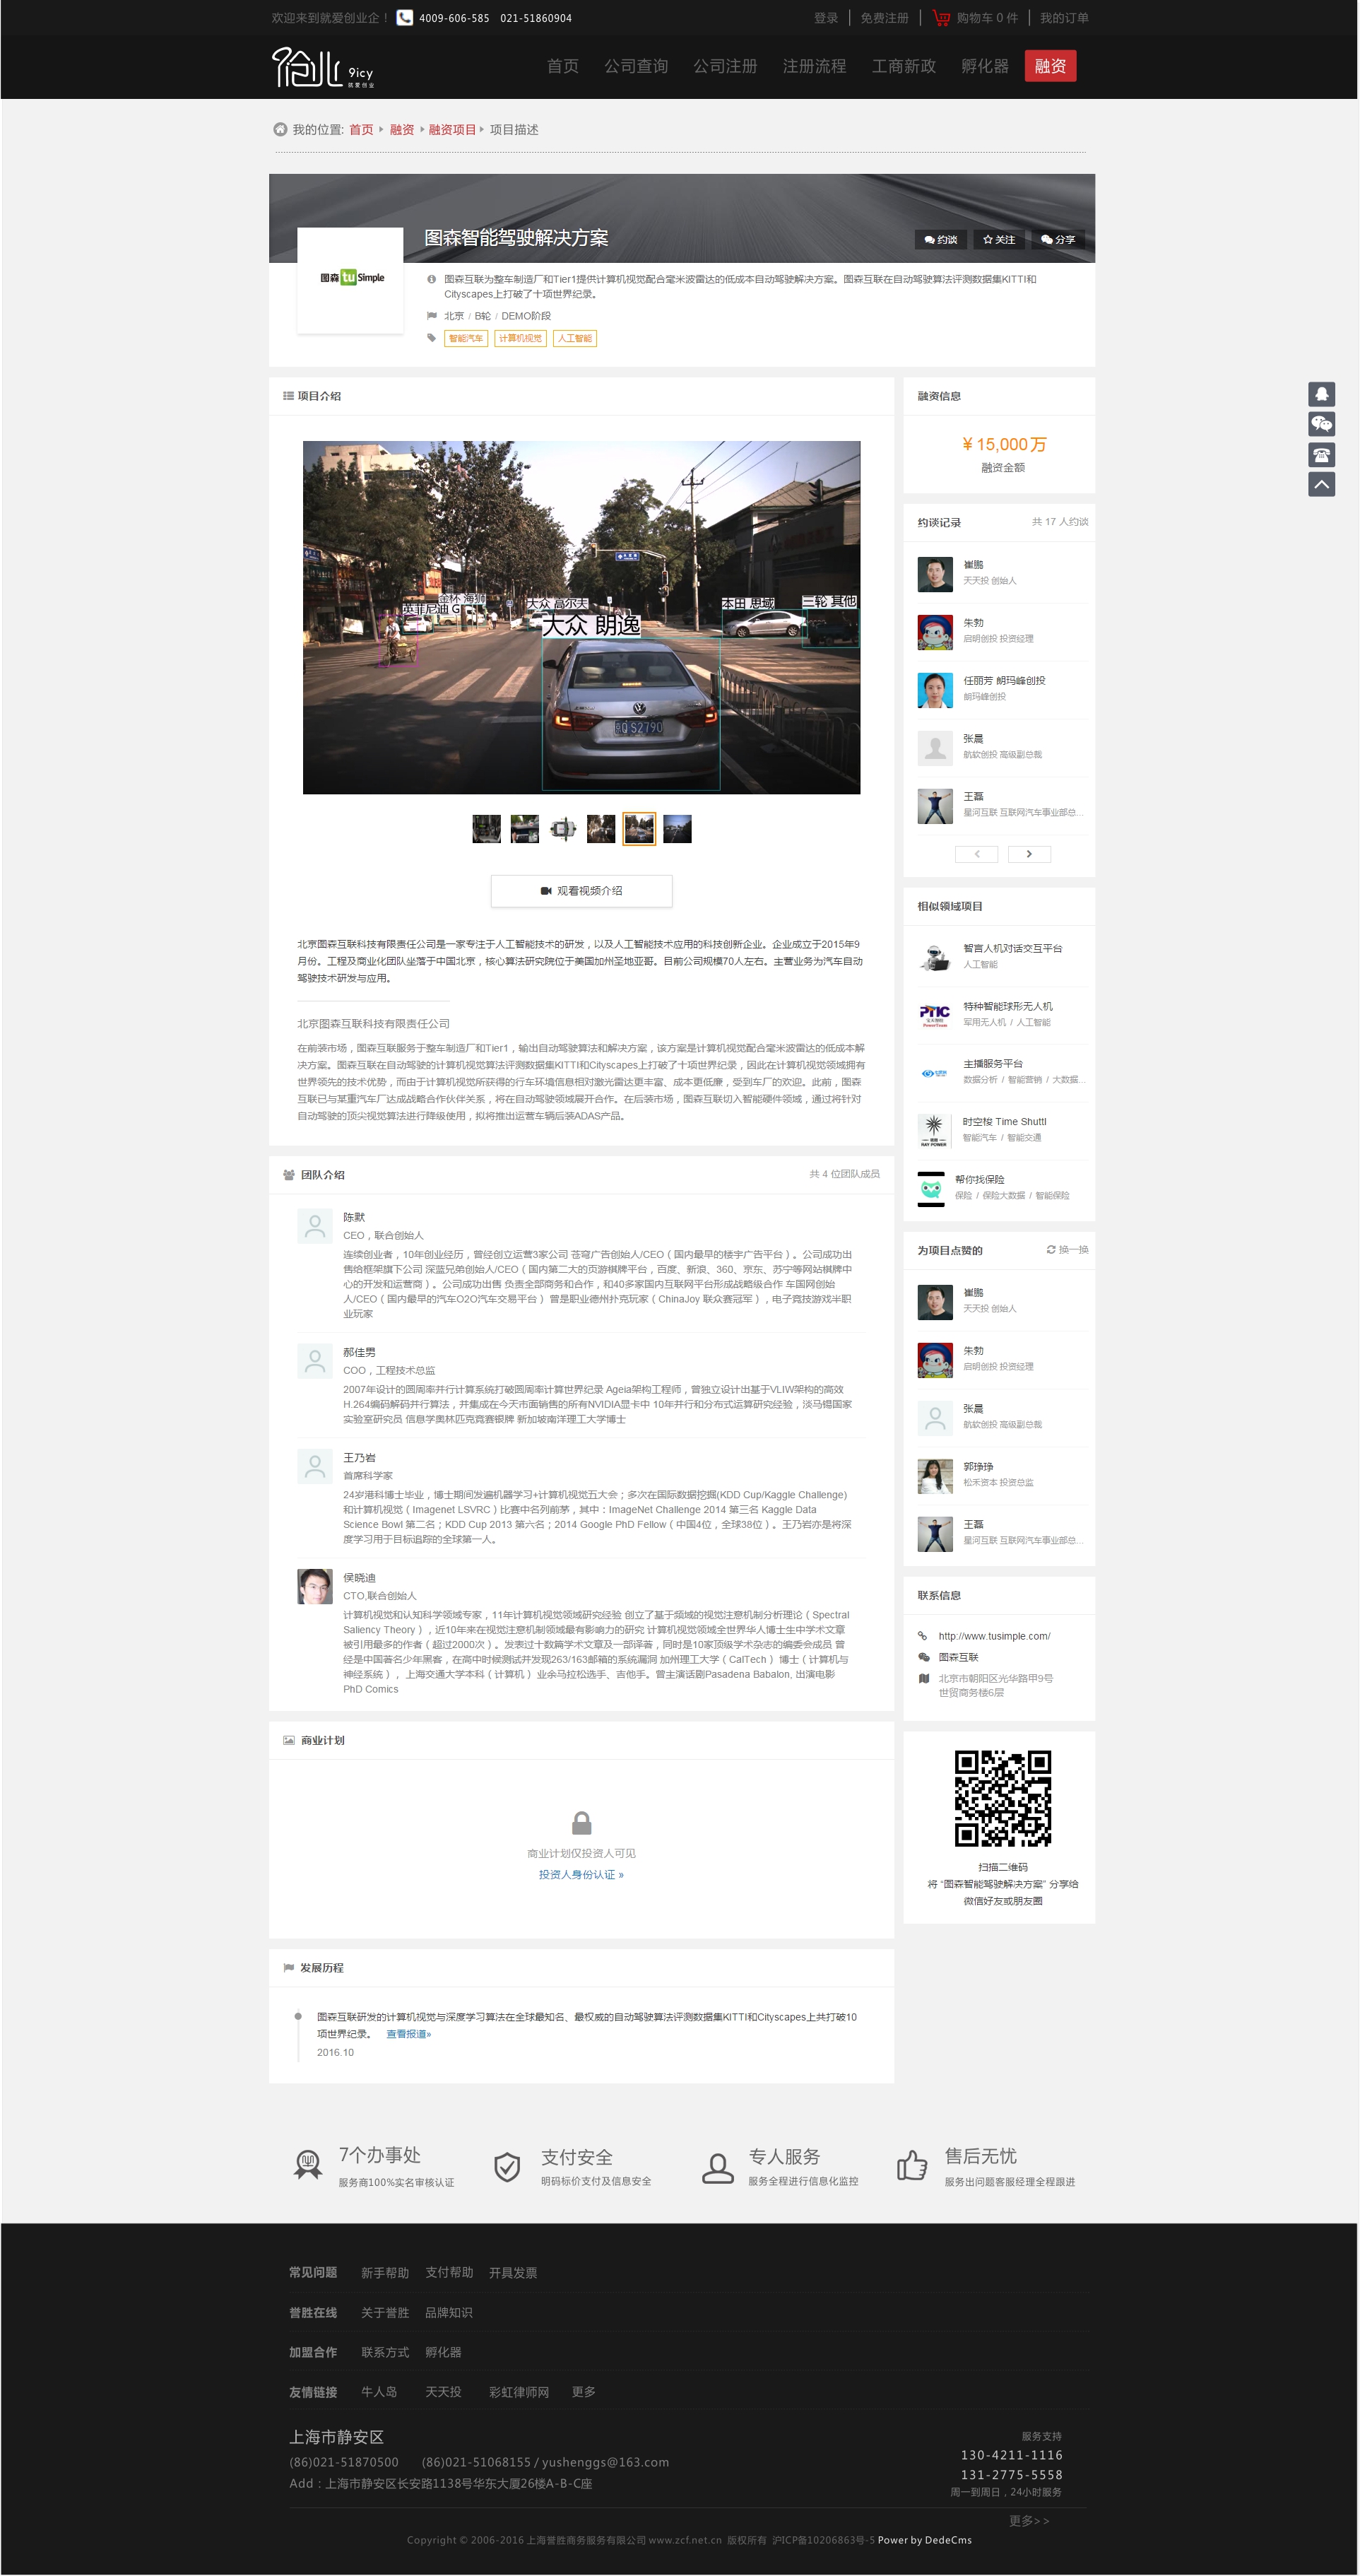 欢迎来到就爱创业企！ 4009-606-585 021-51860904
登录 免费注册 购物车 0 件 我的订单
9icy
就爱创业
首页 公司查询 公司注册 注册流程 工商新政 孵化器 融资
我的位置: 首页 融资 融资项目 项目描述
图森智能驾驶解决方案
约谈 关注 分享
图森 tu Simple
图森互联为整车制造厂和Tier1提供计算机视觉配合毫米波雷达的低成本自动驾驶解决方案。图森互联在自动驾驶算法评测数据集KITTI和
Cityscapes上打破了十项世界纪录。
北京 / B轮 / DEMO阶段
智能汽车 计算机视觉 人工智能
项目介绍
金杯 海狮
英菲尼迪 G
大众 高尔夫
大众 朗逸
本田 思域
三轮 其他
QS2790
观看视频介绍
北京图森互联科技有限责任公司是一家专注于人工智能技术的研发，以及人工智能技术应用的科技创新企业。企业成立于2015年9
月份。工程及商业化团队坐落于中国北京，核心算法研究院位于美国加州圣地亚哥。目前公司规模70人左右。主营业务为汽车自动
驾驶技术研发与应用。
北京图森互联科技有限责任公司
在前装市场，图森互联服务于整车制造厂和Tier1，输出自动驾驶算法和解决方案，该方案是计算机视觉配合毫米波雷达的低成本解
决方案。图森互联在自动驾驶的计算机视觉算法评测数据集KITTI和Cityscapes上打破了十项世界纪录，因此在计算机视觉领域拥有
世界领先的技术优势，而由于计算机视觉所获得的行车环境信息相对激光雷达更丰富、成本更低廉，受到车厂的欢迎。此前，图森
互联已与某重汽车厂达成战略合作伙伴关系，将在自动驾驶领域展开合作。在后装市场，图森互联切入智能硬件领域，通过将针对
自动驾驶的顶尖视觉算法进行降级使用，拟将推出运营车辆后装ADAS产品。
团队介绍
共 4 位团队成员
陈默
CEO，联合创始人
连续创业者，10年创业经历，曾经创立运营3家公司 苍穹广告创始人/CEO（国内最早的楼宇广告平台）。公司成功出
售给框架旗下公司 深蓝兄弟创始人/CEO（国内第二大的页游棋牌平台，百度、新浪、360、京东、苏宁等网站棋牌中
心的开发和运营商）。公司成功出售 负责全部商务和合作，和40多家国内互联网平台形成战略级合作 车国网创始
人/CEO（国内最早的汽车O2O汽车交易平台） 曾是职业德州扑克玩家（ChinaJoy 联众赛冠军），电子竞技游戏半职
业玩家
郝佳男
COO，工程技术总监
2007年设计的圆周率并行计算系统打破圆周率计算世界纪录 Ageia架构工程师，曾独立设计出基于VLIW架构的高效
H.264编码解码并行算法，并集成在今天市面销售的所有NVIDIA显卡中 10年并行和分布式运算研究经验，淡马锡国家
实验室研究员 信息学奥林匹克竞赛银牌 新加坡南洋理工大学博士
王乃岩
首席科学家
24岁港科博士毕业，博士期间发遍机器学习+计算机视觉五大会；多次在国际数据挖掘(KDD Cup/Kaggle Challenge)
和计算机视觉（Imagenet LSVRC）比赛中名列前茅，其中：ImageNet Challenge 2014 第三名 Kaggle Data
Science Bowl 第二名；KDD Cup 2013 第六名；2014 Google PhD Fellow（中国4位，全球38位）。王乃岩亦是将深
度学习用于目标追踪的全球第一人。
侯晓迪
CTO,联合创始人
计算机视觉和认知科学领域专家，11年计算机视觉领域研究经验 创立了基于频域的视觉注意机制分析理论（Spectral
Saliency Theory），近10年来在视觉注意机制领域最有影响力的研究 计算机视觉领域全世界华人博士生中学术文章
被引用最多的作者（超过2000次）。发表过十数篇学术文章及一部译著，同时是10家顶级学术杂志的编委会成员 曾
经是中国著名少年黑客，在高中时候测试并发现263/163邮箱的系统漏洞 加州理工大学（CalTech） 博士（计算机与
神经系统）， 上海交通大学本科（计算机） 业余马拉松选手、吉他手。曾主演话剧Pasadena Babalon, 出演电影
PhD Comics
商业计划
商业计划仅投资人可见
投资人身份认证 »
发展历程
图森互联研发的计算机视觉与深度学习算法在全球最知名、最权威的自动驾驶算法评测数据集KITTI和Cityscapes上共打破10
项世界纪录。 查看报道»
2016.10
融资信息
¥ 15,000 万
融资金额
约谈记录
共 17 人约谈
崔鹏
天天投 创始人
朱勃
启明创投 投资经理
任丽芳 朗玛峰创投
朗玛峰创投
张晨
航软创投 高级副总裁
王磊
星河互联 互联网汽车事业部总...
相似领域项目
智言人机对话交互平台
人工智能
PTIC
PowerTeam
特种智能球形无人机
军用无人机 / 人工智能
主播服务平台
数据分析 / 智能营销 / 大数据...
RAY POWER
时空梭 Time Shuttl
智能汽车 / 智能交通
帮你找保险
保险 / 保险大数据 / 智能保险
为项目点赞的
换一换
崔鹏
天天投 创始人
朱勃
启明创投 投资经理
张晨
航软创投 高级副总裁
郭琤琤
松禾资本 投资总监
王磊
星河互联 互联网汽车事业部总...
联系信息
http://www.tusimple.com/
图森互联
北京市朝阳区光华路甲9号
世贸商务楼6层
扫描二维码
将 “图森智能驾驶解决方案” 分享给
微信好友或朋友圈
7个办事处
服务商100%实名审核认证
支付安全
明码标价支付及信息安全
专人服务
服务全程进行信息化监控
售后无忧
服务出问题客服经理全程跟进
常见问题 新手帮助 支付帮助 开具发票
誉胜在线 关于誉胜 品牌知识
加盟合作 联系方式 孵化器
友情链接 牛人岛 天天投 彩虹律师网 更多
上海市静安区
(86)021-51870500 (86)021-51068155 / yushenggs@163.com
Add：上海市静安区长安路1138号华东大厦26楼A-B-C座
服务支持
130-4211-1116
131-2775-5558
周一到周日，24小时服务
更多>>
Copyright © 2006-2016 上海誉胜商务服务有限公司 www.zcf.net.cn 版权所有 沪ICP备10206863号-5 Power by DedeCms